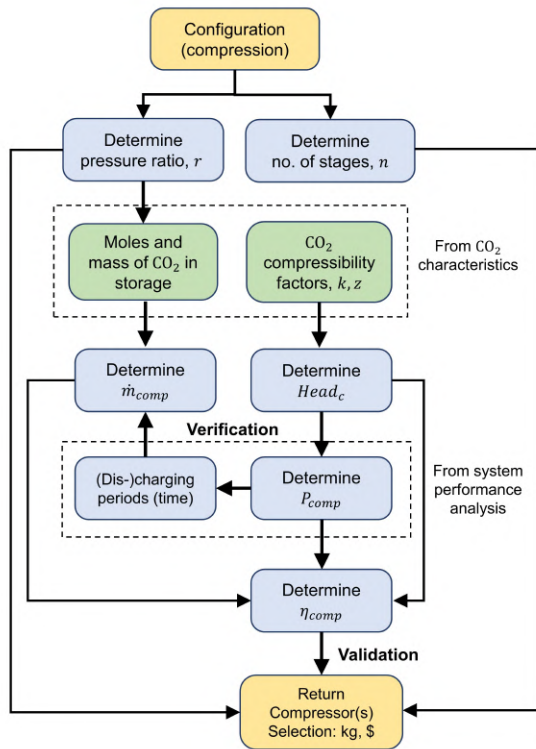 Configuration
(compression)
Determine
pressure ratio, r
Determine
no. of stages, n
Moles and
mass of CO₂ in
storage
CO₂
compressibility
factors, k, z
From CO₂
characteristics
Determine
ṁcomp
Determine
Headc
Verification
(Dis-)charging
periods (time)
Determine
Pcomp
From system
performance
analysis
Determine
ηcomp
Validation
Return
Compressor(s)
Selection: kg, $